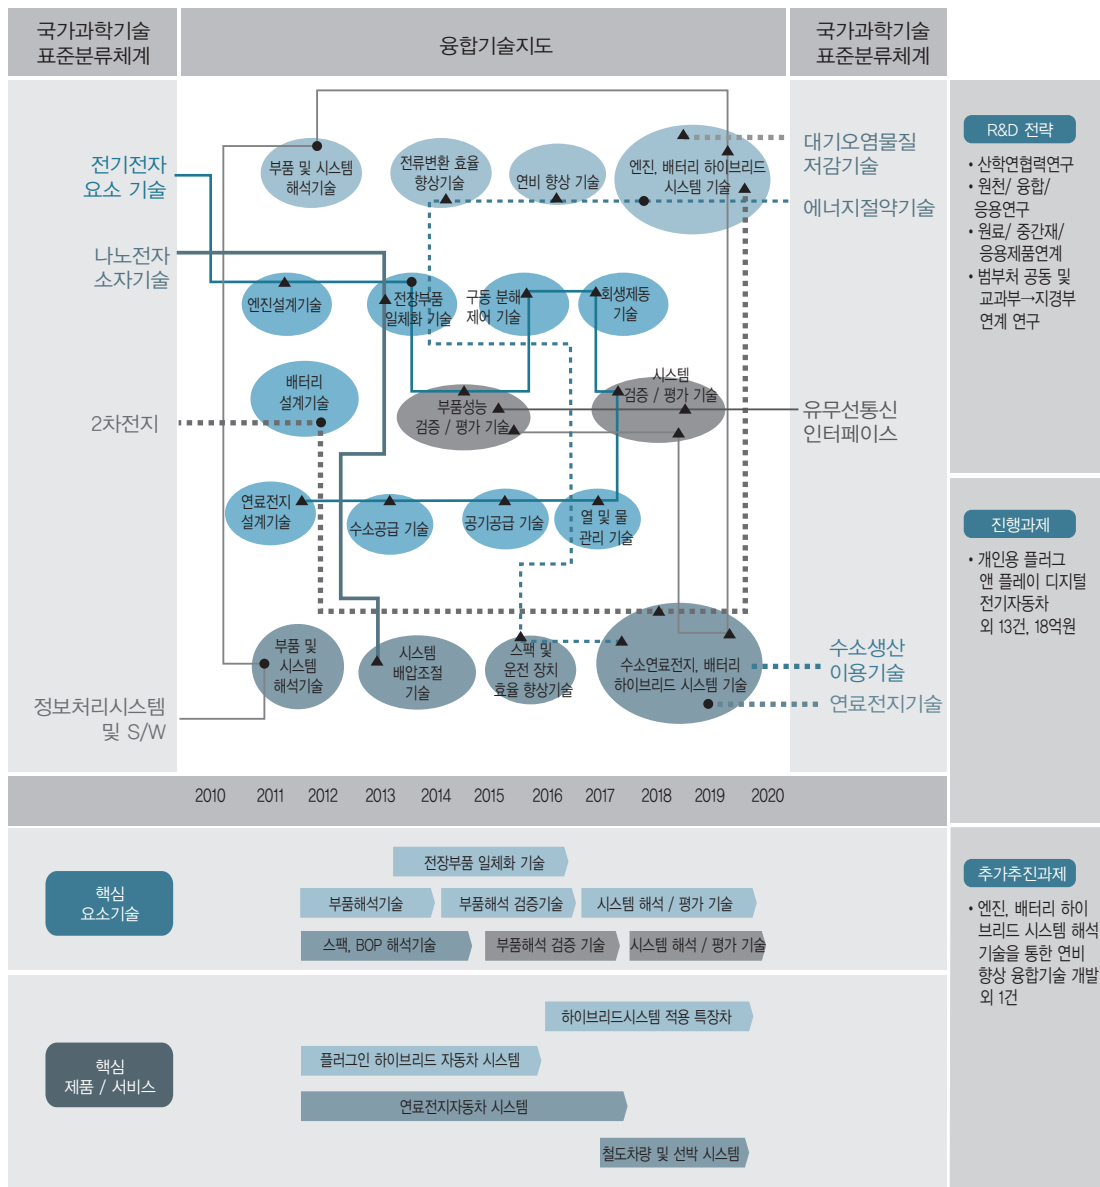 국가과학기술
표준분류체계
융합기술지도
국가과학기술
표준분류체계
전기전자
요소 기술
나노전자
소자기술
2차전지
정보처리시스템
및 S/W
부품 및 시스템
해석기술
전류변환 효율
향상기술
연비 향상 기술
엔진, 배터리 하이브리드
시스템 기술
엔진설계기술
전장부품
일체화 기술
구동 분해
제어 기술
회생제동
기술
배터리
설계기술
부품성능
검증 / 평가 기술
시스템
검증 / 평가 기술
연료전지
설계기술
수소공급 기술
공기공급 기술
열 및 물
관리 기술
부품 및
시스템
해석기술
시스템
배압조절
기술
스팩 및
운전 장치
효율 향상기술
수소연료전지, 배터리
하이브리드 시스템 기술
대기오염물질
저감기술
에너지절약기술
유무선통신
인터페이스
수소생산
이용기술
연료전지기술
R&D 전략
• 산학연협력연구
• 원천/ 융합/
응용연구
• 원료/ 중간재/
응용제품연계
• 범부처 공동 및
교과부→지경부
연계 연구
진행과제
• 개인용 플러그
앤 플레이 디지털
전기자동차
외 13건, 18억원
2010 2011 2012 2013 2014 2015 2016 2017 2018 2019 2020
핵심
요소기술
전장부품 일체화 기술
부품해석기술
부품해석 검증기술
시스템 해석 / 평가 기술
스팩, BOP 해석기술
부품해석 검증 기술
시스템 해석 / 평가 기술
추가추진과제
• 엔진, 배터리 하이
브리드 시스템 해석
기술을 통한 연비
향상 융합기술 개발
외 1건
핵심
제품 / 서비스
하이브리드시스템 적용 특장차
플러그인 하이브리드 자동차 시스템
연료전지자동차 시스템
철도차량 및 선박 시스템